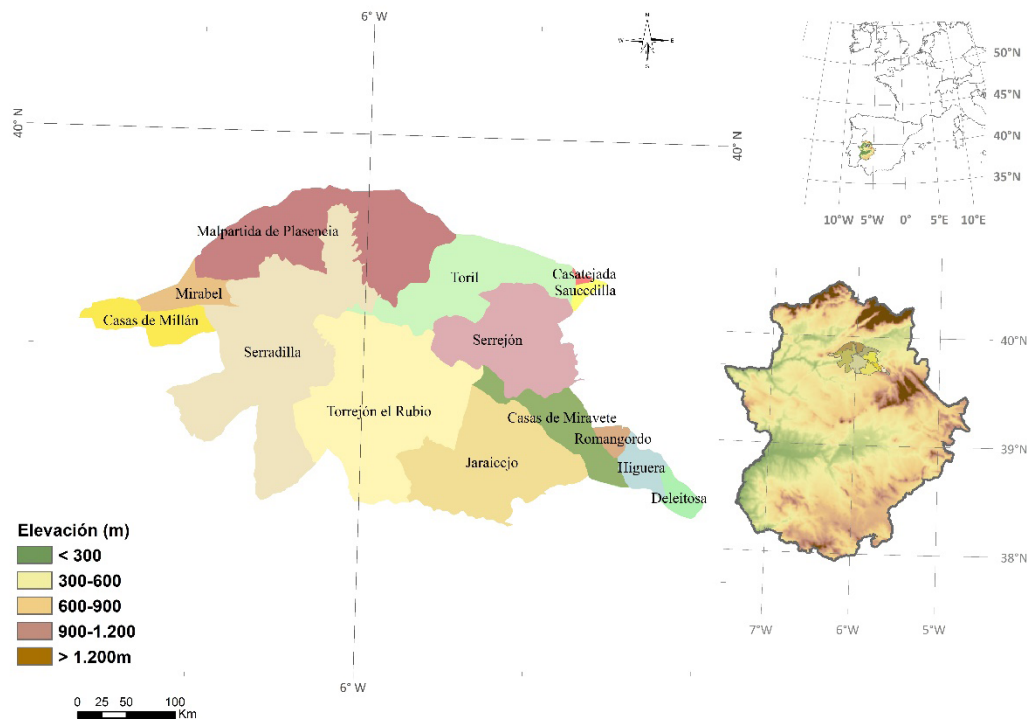 6° W
N
W E
S
40° N
40° N
50°N
45°N
40°N
35°N
10°W 5°W 0° 5°E 10°E
Malpartida de Plasencia
Toril
Casatejada
Saucedilla
Mirabel
Casas de Millán
Serrejón
Serradilla
Torrejón el Rubio
Casas de Miravete
Romangordo
Jaraicejo
Higuera
Deleitosa
40°N
39°N
38°N
7°W 6°W 5°W
Elevación (m)
< 300
300-600
600-900
900-1.200
> 1.200m
6° W
0 25 50 100
Km